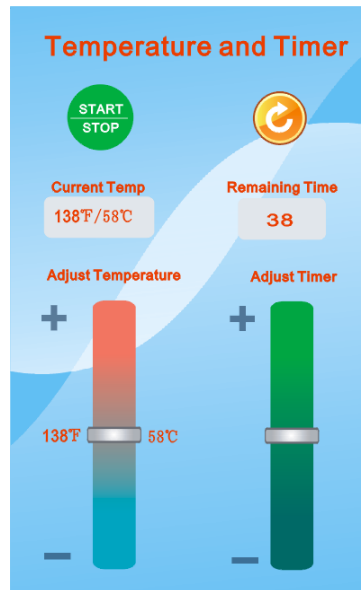 Temperature and Timer
START
STOP
Current Temp
Remaining Time
138℉/58℃
38
Adjust Temperature
Adjust Timer
+
+
138℉
58℃
−
−